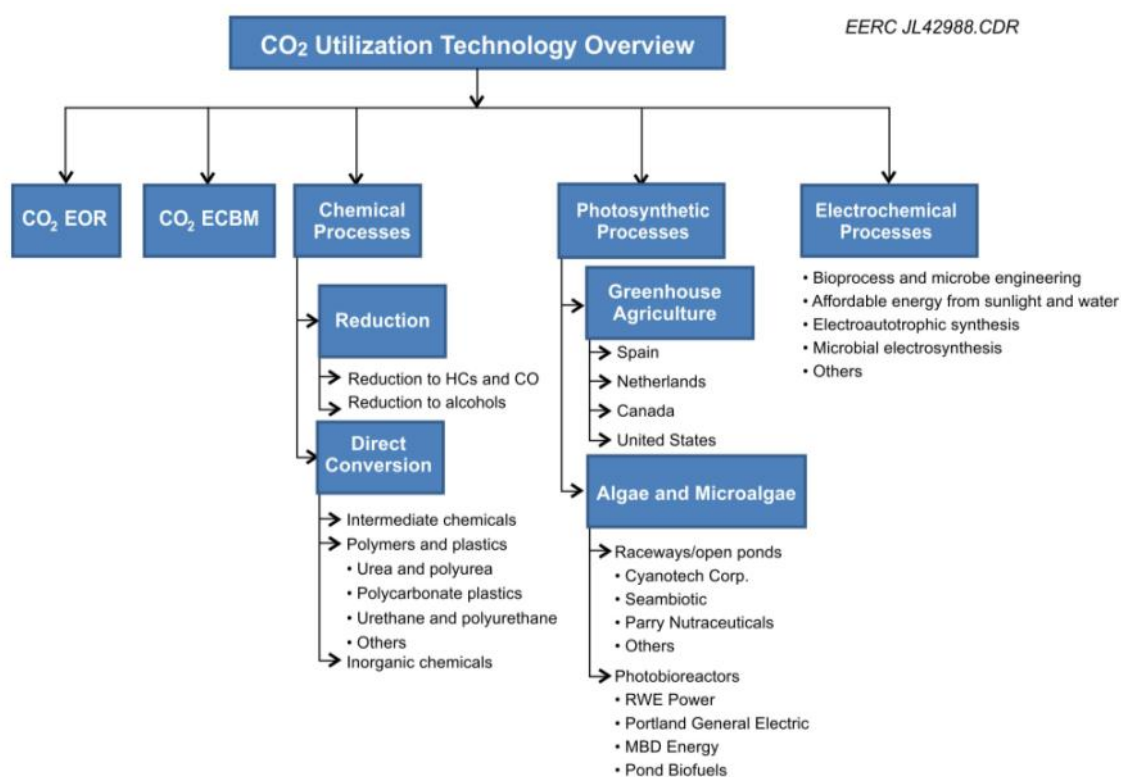 CO₂ Utilization Technology Overview
EERC JL42988.CDR
CO₂ EOR
CO₂ ECBM
Chemical
Processes
Reduction
Reduction to HCs and CO
Reduction to alcohols
Direct
Conversion
Intermediate chemicals
Polymers and plastics
• Urea and polyurea
• Polycarbonate plastics
• Urethane and polyurethane
• Others
Inorganic chemicals
Photosynthetic
Processes
Greenhouse
Agriculture
Spain
Netherlands
Canada
United States
Algae and Microalgae
Raceways/open ponds
• Cyanotech Corp.
• Seambiotic
• Parry Nutraceuticals
• Others
Photobioreactors
• RWE Power
• Portland General Electric
• MBD Energy
• Pond Biofuels
Electrochemical
Processes
• Bioprocess and microbe engineering
• Affordable energy from sunlight and water
• Electroautotrophic synthesis
• Microbial electrosynthesis
• Others